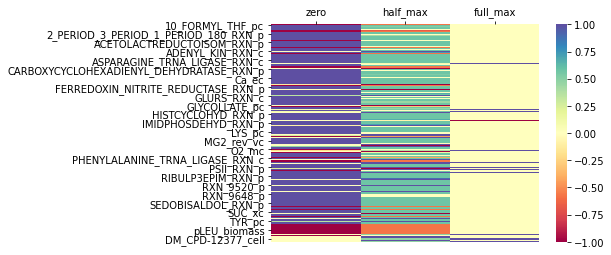 zero half_max full_max
10_FORMYL_THF_pc
2_PERIOD_3_PERIOD_1_PERIOD_180_RXN_p
ACETOLACTREDUCTOISOM_RXN_p
ADENYL_KIN_RXN_c
ASPARAGINE_TRNA_LIGASE_RXN_c
CARBOXYCYCLOHEXADIENYL_DEHYDRATASE_RXN_p
Ca_ec
FERREDOXIN_NITRITE_REDUCTASE_RXN_p
GLURS_RXN_c
GLYCOLLATE_pc
HISTCYCLOHYD_RXN_p
IMIDPHOSDEHYD_RXN_p
LYS_pc
MG2_rev_vc
O2_mc
PHENYLALANINE_TRNA_LIGASE_RXN_c
PSII_RXN_p
RIBULP3EPIM_RXN_p
RXN_9520_p
RXN_9648_p
SEDOBISALDOL_RXN_p
SUC_xc
TYR_pc
pLEU_biomass
DM_CPD-12377_cell
1.00
0.75
0.50
0.25
0.00
−0.25
−0.50
−0.75
−1.00